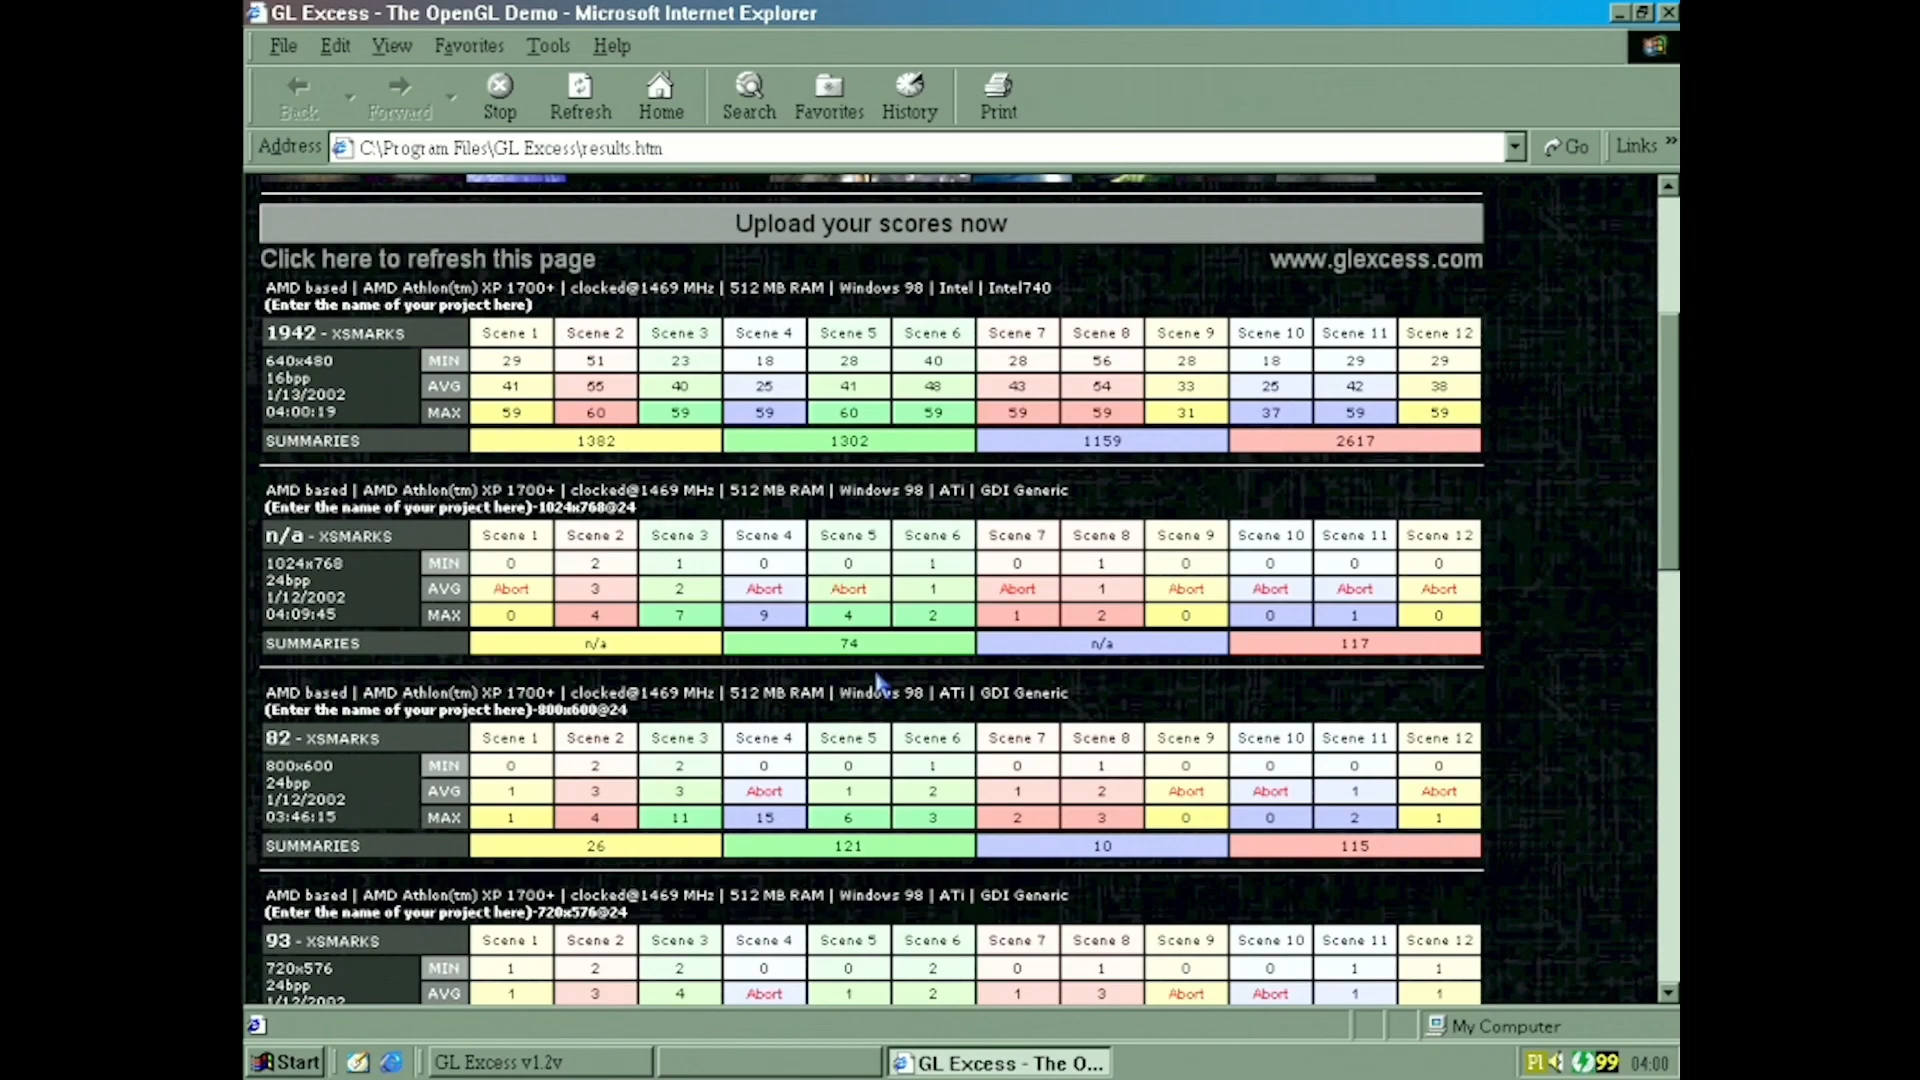 GL Excess - The OpenGL Demo - Microsoft Internet Explorer
File Edit View Favorites Tools Help
Back Forward Stop Refresh Home Search Favorites History Print
Address C:\Program Files\GL Excess\results.htm Go Links »
Upload your scores now
Click here to refresh this page www.glexcess.com
AMD based | AMD Athlon(tm) XP 1700+ | clocked@1469 MHz | 512 MB RAM | Windows 98 | Intel | Intel740
(Enter the name of your project here)
1942 - XSMARKS Scene 1 Scene 2 Scene 3 Scene 4 Scene 5 Scene 6 Scene 7 Scene 8 Scene 9 Scene 10 Scene 11 Scene 12
640x480 MIN 29 51 23 18 28 40 28 56 28 18 29 29
16bpp
1/13/2002 AVG 41 55 40 25 41 48 43 54 33 25 42 38
04:00:19 MAX 59 60 59 59 60 59 59 59 31 37 59 59
SUMMARIES 1382 1302 1159 2617
AMD based | AMD Athlon(tm) XP 1700+ | clocked@1469 MHz | 512 MB RAM | Windows 98 | ATi | GDI Generic
(Enter the name of your project here)-1024x768@24
n/a - XSMARKS Scene 1 Scene 2 Scene 3 Scene 4 Scene 5 Scene 6 Scene 7 Scene 8 Scene 9 Scene 10 Scene 11 Scene 12
1024x768 MIN 0 2 1 0 0 1 0 1 0 0 0 0
24bpp
1/12/2002 AVG Abort 3 2 Abort Abort 1 Abort 1 Abort Abort Abort Abort
04:09:45 MAX 0 4 7 9 4 2 1 2 0 0 1 0
SUMMARIES n/a 74 n/a 117
AMD based | AMD Athlon(tm) XP 1700+ | clocked@1469 MHz | 512 MB RAM | Windows 98 | ATi | GDI Generic
(Enter the name of your project here)-800x600@24
82 - XSMARKS Scene 1 Scene 2 Scene 3 Scene 4 Scene 5 Scene 6 Scene 7 Scene 8 Scene 9 Scene 10 Scene 11 Scene 12
800x600 MIN 0 2 2 0 0 1 0 1 0 0 0 0
24bpp
1/12/2002 AVG 1 3 3 Abort 1 2 1 2 Abort Abort 1 Abort
03:46:15 MAX 1 4 11 15 6 3 2 3 0 0 2 1
SUMMARIES 26 121 10 115
AMD based | AMD Athlon(tm) XP 1700+ | clocked@1469 MHz | 512 MB RAM | Windows 98 | ATi | GDI Generic
(Enter the name of your project here)-720x576@24
93 - XSMARKS Scene 1 Scene 2 Scene 3 Scene 4 Scene 5 Scene 6 Scene 7 Scene 8 Scene 9 Scene 10 Scene 11 Scene 12
720x576 MIN 1 2 2 0 0 2 0 1 0 0 1 1
24bpp
1/12/2002 AVG 1 3 4 Abort 1 2 1 3 Abort Abort 1 1
My Computer
Start GL Excess v1.2v GL Excess - The O... Pl 99 04:00